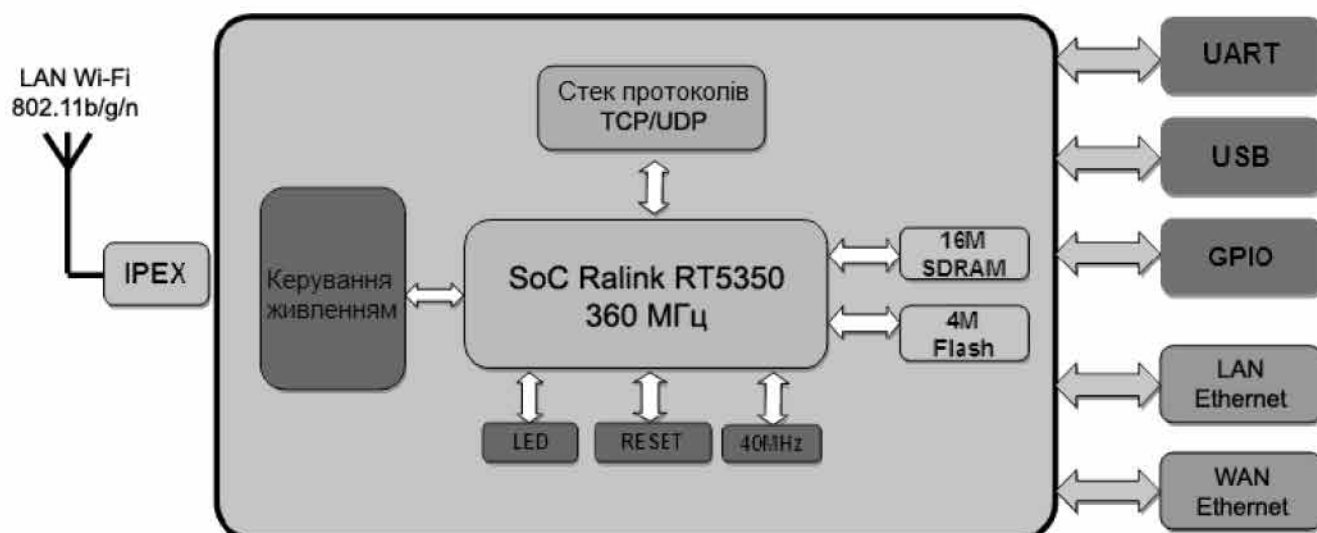 LAN Wi-Fi
802.11b/g/n
IPEX
Стек протоколів
TCP/UDP
Керування
живленням
SoC Ralink RT5350
360 МГц
16M
SDRAM
4M
Flash
LED
RESET
40MHz
UART
USB
GPIO
LAN
Ethernet
WAN
Ethernet